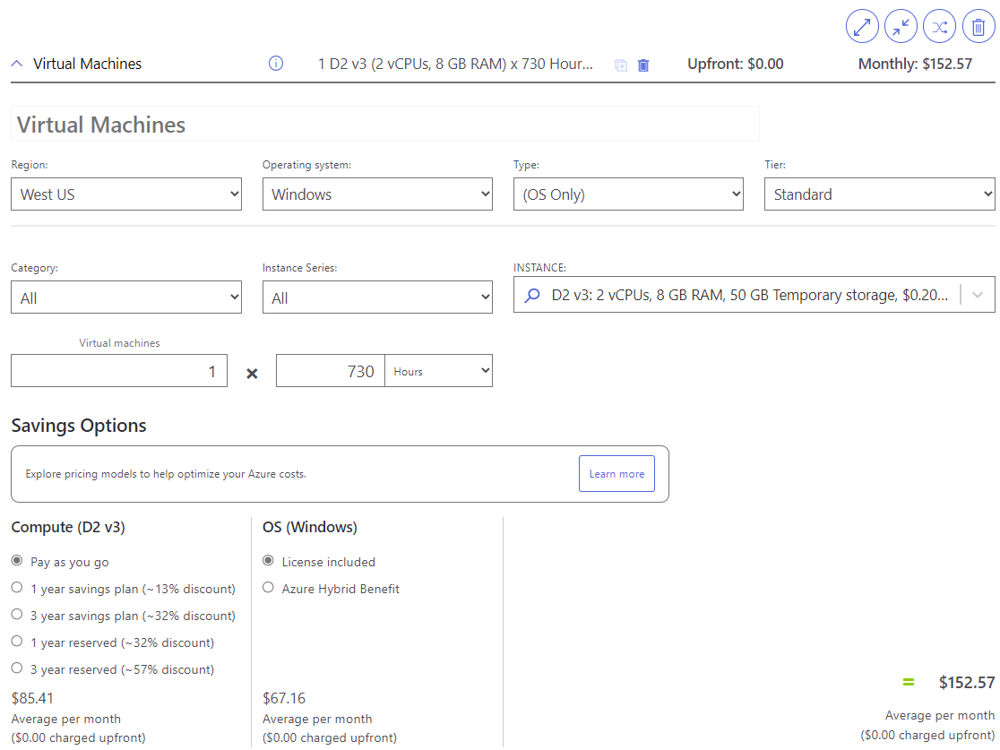 Virtual Machines 1 D2 v3 (2 vCPUs, 8 GB RAM) x 730 Hour... Upfront: $0.00 Monthly: $152.57
Virtual Machines
Region: Operating system: Type: Tier:
West US Windows (OS Only) Standard
Category: Instance Series: INSTANCE:
All All D2 v3: 2 vCPUs, 8 GB RAM, 50 GB Temporary storage, $0.20...
Virtual machines
1 × 730 Hours
Savings Options
Explore pricing models to help optimize your Azure costs. Learn more
Compute (D2 v3) OS (Windows)
Pay as you go License included
1 year savings plan (~13% discount) Azure Hybrid Benefit
3 year savings plan (~32% discount)
1 year reserved (~32% discount)
3 year reserved (~57% discount)
= $152.57
$85.41 $67.16
Average per month Average per month Average per month
($0.00 charged upfront) ($0.00 charged upfront) ($0.00 charged upfront)